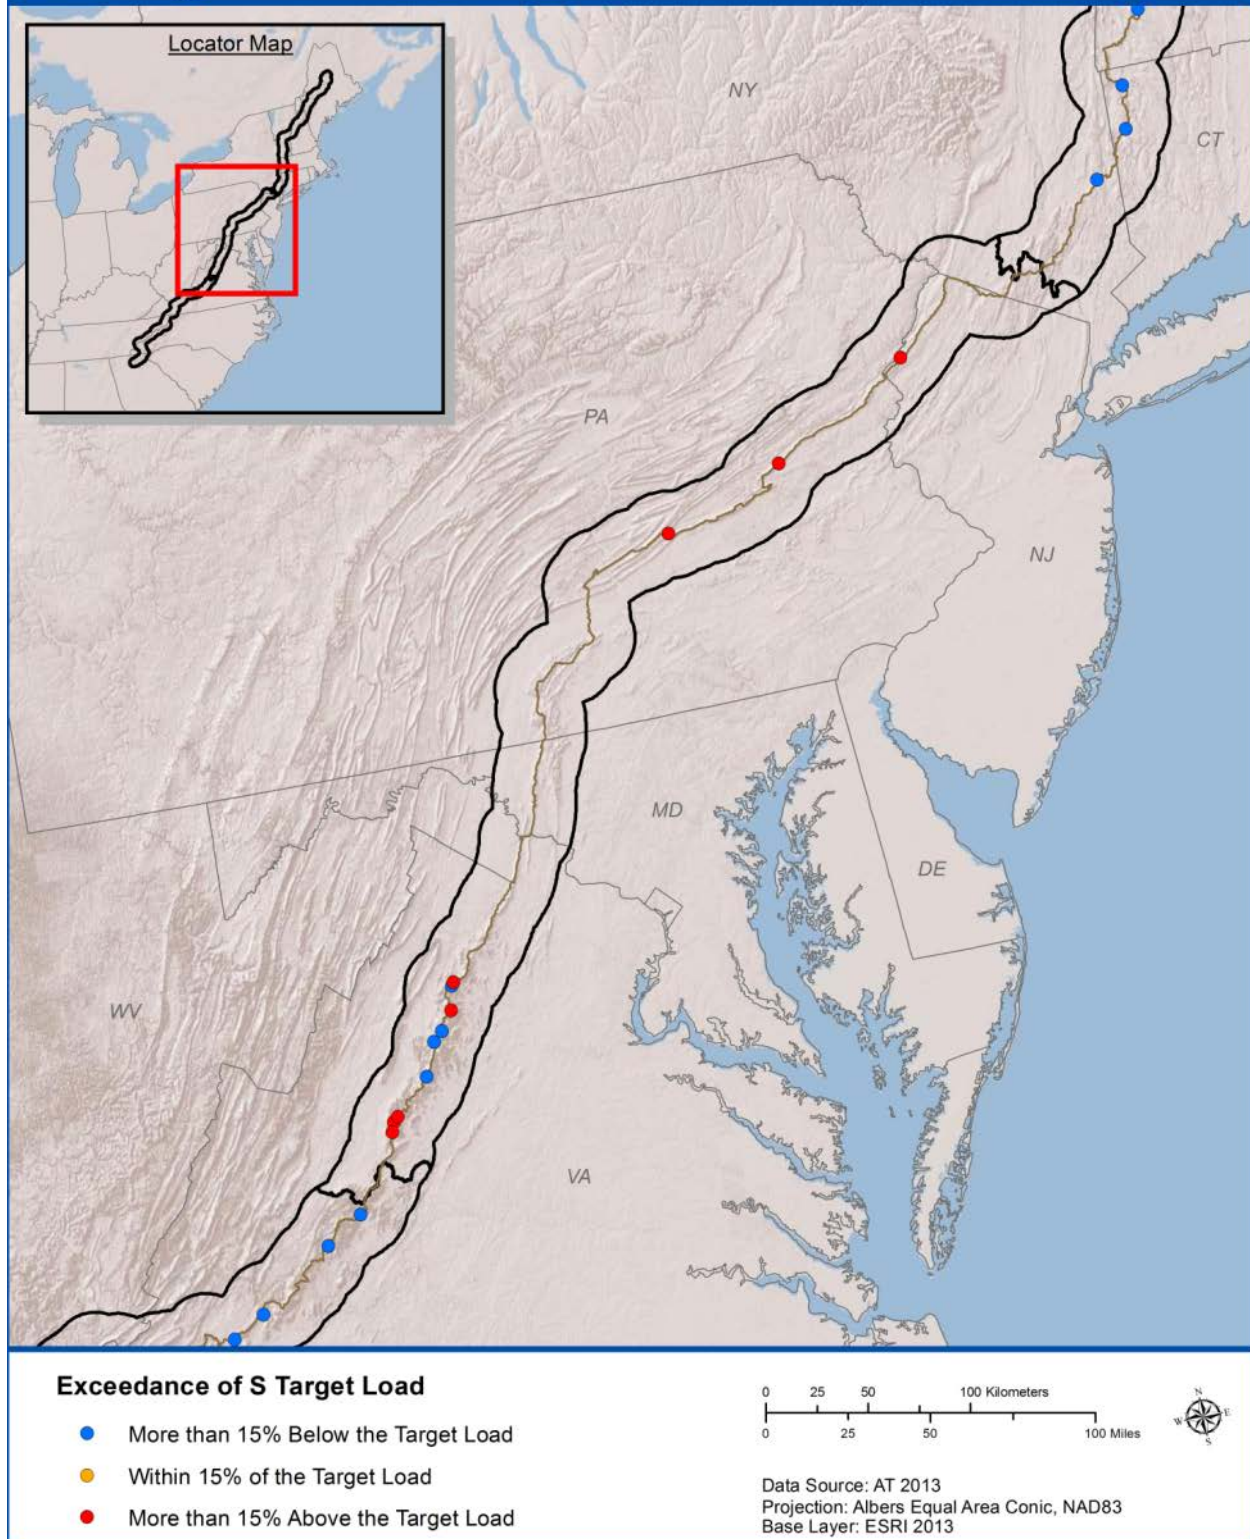 Locator Map
NY
CT
PA
NJ
MD
DE
WV
VA
Exceedance of S Target Load
More than 15% Below the Target Load
Within 15% of the Target Load
More than 15% Above the Target Load
0 25 50 100 Kilometers
0 25 50 100 Miles
N
W E
S
Data Source: AT 2013
Projection: Albers Equal Area Conic, NAD83
Base Layer: ESRI 2013